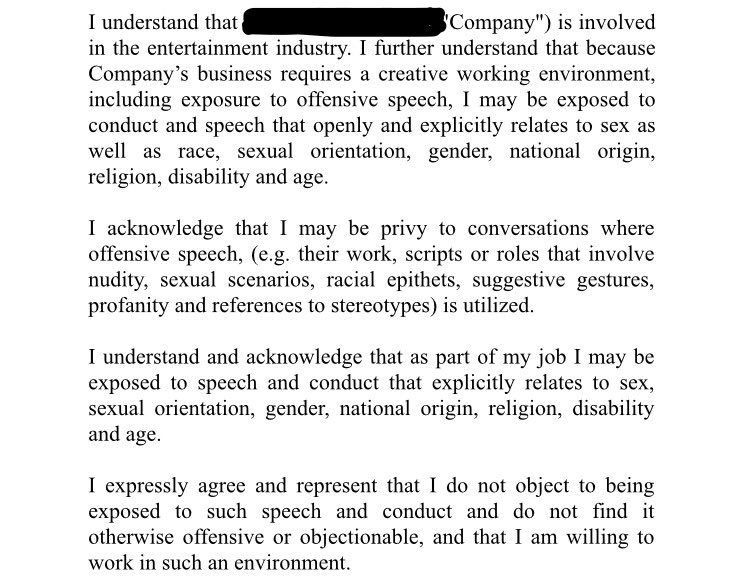 I understand that 'Company") is involved
in the entertainment industry. I further understand that because
Company’s business requires a creative working environment,
including exposure to offensive speech, I may be exposed to
conduct and speech that openly and explicitly relates to sex as
well as race, sexual orientation, gender, national origin,
religion, disability and age.
I acknowledge that I may be privy to conversations where
offensive speech, (e.g. their work, scripts or roles that involve
nudity, sexual scenarios, racial epithets, suggestive gestures,
profanity and references to stereotypes) is utilized.
I understand and acknowledge that as part of my job I may be
exposed to speech and conduct that explicitly relates to sex,
sexual orientation, gender, national origin, religion, disability
and age.
I expressly agree and represent that I do not object to being
exposed to such speech and conduct and do not find it
otherwise offensive or objectionable, and that I am willing to
work in such an environment.